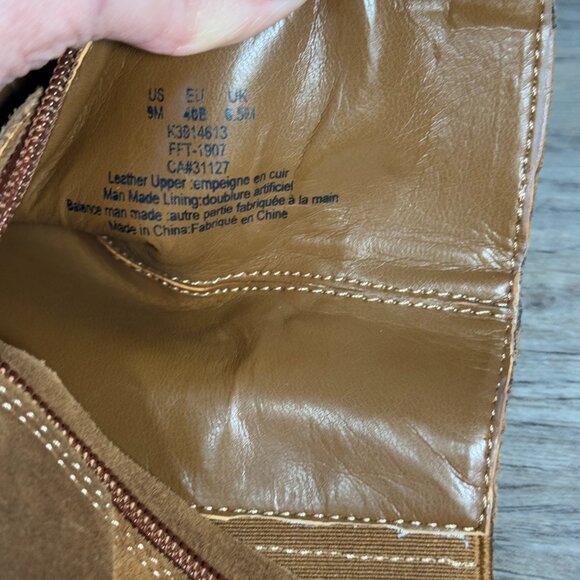 US EU UK
9M 40B 6.5M
K3814613
FFT-1907
CA#31127
Leather Upper :empeigne en cuir
Man Made Lining:doublure artificiel
Balance man made :autre partie fabriquée à la main
Made in China:Fabriqué en Chine